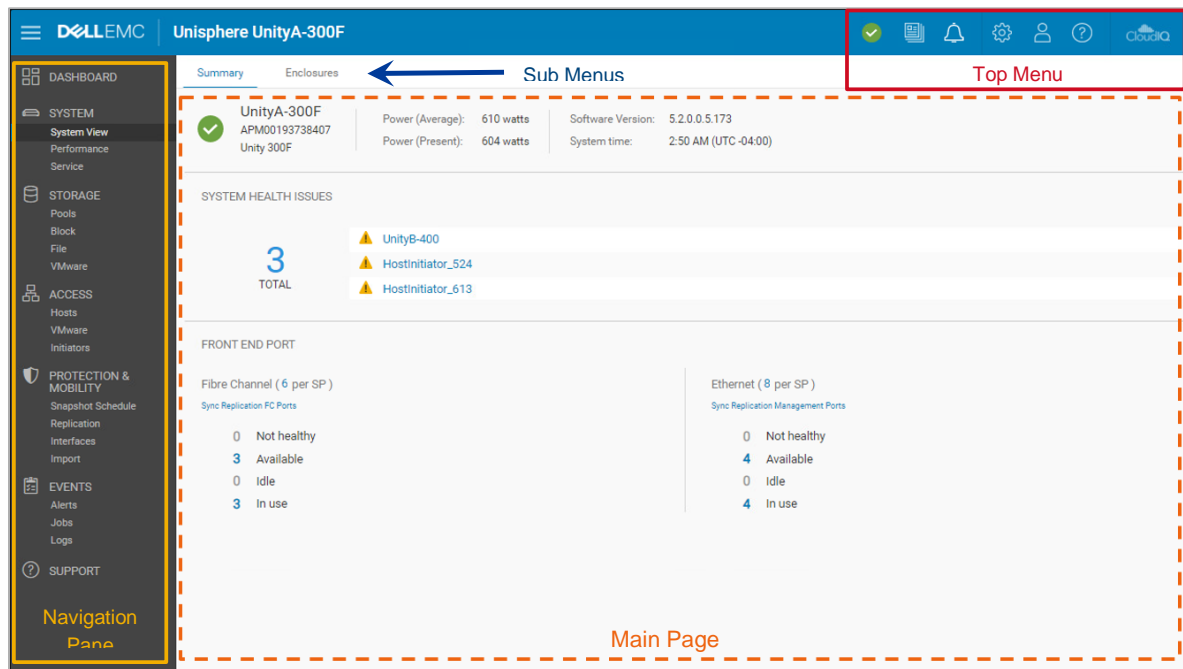 DELLEMC Unisphere UnityA-300F CloudIQ
Top Menu
Summary Enclosures Sub Menus
DASHBOARD
SYSTEM
System View
Performance
Service
STORAGE
Pools
Block
File
VMware
ACCESS
Hosts
VMware
Initiators
PROTECTION &
MOBILITY
Snapshot Schedule
Replication
Interfaces
Import
EVENTS
Alerts
Jobs
Logs
SUPPORT
Navigation
Pane
UnityA-300F
APM00193738407
Unity 300F
Power (Average): 610 watts Software Version: 5.2.0.0.5.173
Power (Present): 604 watts System time: 2:50 AM (UTC -04:00)
SYSTEM HEALTH ISSUES
3
TOTAL
UnityB-400
HostInitiator_524
HostInitiator_613
FRONT END PORT
Fibre Channel ( 6 per SP )
Sync Replication FC Ports
0 Not healthy
3 Available
0 Idle
3 In use
Ethernet ( 8 per SP )
Sync Replication Management Ports
0 Not healthy
4 Available
0 Idle
4 In use
Main Page